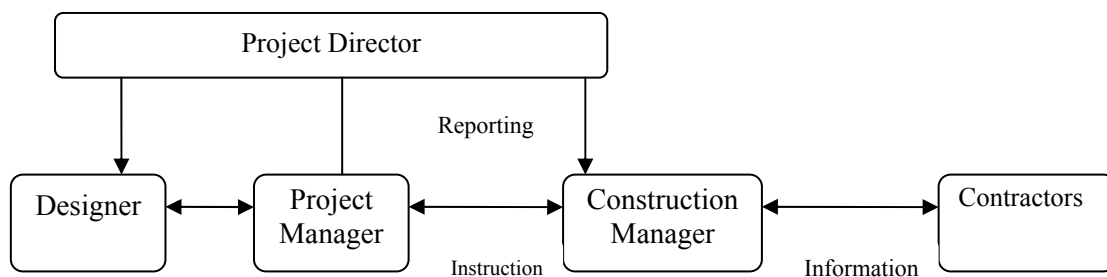 Project Director
Reporting
Designer
Project
Manager
Construction
Manager
Contractors
Instruction
Information